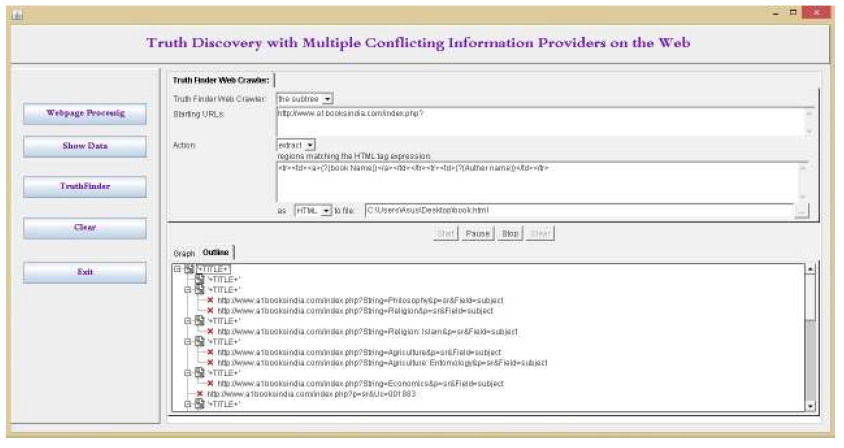 Truth Discovery with Multiple Conflicting Information Providers on the Web
Webpage Processig
Show Data
TruthFinder
Clear
Exit
Truth Finder Web Crawler:
Truth Finder Web Crawler: the subtree
Starting URLs: http://www.a1booksindia.com/index.php?
Action: extract
regions matching the HTML tag expression
<tr><td><a>(?{book Name})</a></td></tr><tr><td>(?{Auther name})</td></tr>
as HTML to file: C:\Users\Asus\Desktop\book.html ...
Start Pause Stop Clear
Graph Outline
'+TITLE+'
'+TITLE+'
'+TITLE+'
http://www.a1booksindia.com/index.php?String=Philosophy&p=sr&Field=subject
http://www.a1booksindia.com/index.php?String=Religion&p=sr&Field=subject
'+TITLE+'
http://www.a1booksindia.com/index.php?String=Religion: Islam&p=sr&Field=subject
'+TITLE+'
http://www.a1booksindia.com/index.php?String=Agriculture&p=sr&Field=subject
http://www.a1booksindia.com/index.php?String=Agriculture: Entomology&p=sr&Field=subject
'+TITLE+'
http://www.a1booksindia.com/index.php?String=Economics&p=sr&Field=subject
http://www.a1booksindia.com/index.php?p=sr&Us=001883
'+TITLE+'